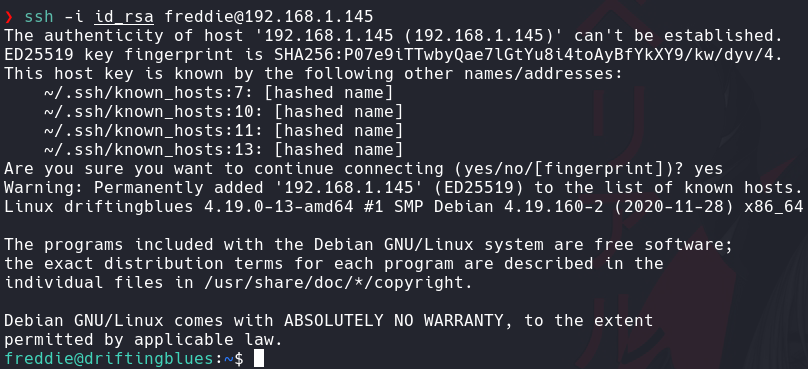 ❯ ssh -i id_rsa freddie@192.168.1.145
The authenticity of host '192.168.1.145 (192.168.1.145)' can't be established.
ED25519 key fingerprint is SHA256:P07e9iTTwbyQae7lGtYu8i4toAyBfYkXY9/kw/dyv/4.
This host key is known by the following other names/addresses:
    ~/.ssh/known_hosts:7: [hashed name]
    ~/.ssh/known_hosts:10: [hashed name]
    ~/.ssh/known_hosts:11: [hashed name]
    ~/.ssh/known_hosts:13: [hashed name]
Are you sure you want to continue connecting (yes/no/[fingerprint])? yes
Warning: Permanently added '192.168.1.145' (ED25519) to the list of known hosts.
Linux driftingblues 4.19.0-13-amd64 #1 SMP Debian 4.19.160-2 (2020-11-28) x86_64

The programs included with the Debian GNU/Linux system are free software;
the exact distribution terms for each program are described in the
individual files in /usr/share/doc/*/copyright.

Debian GNU/Linux comes with ABSOLUTELY NO WARRANTY, to the extent
permitted by applicable law.
freddie@driftingblues:~$